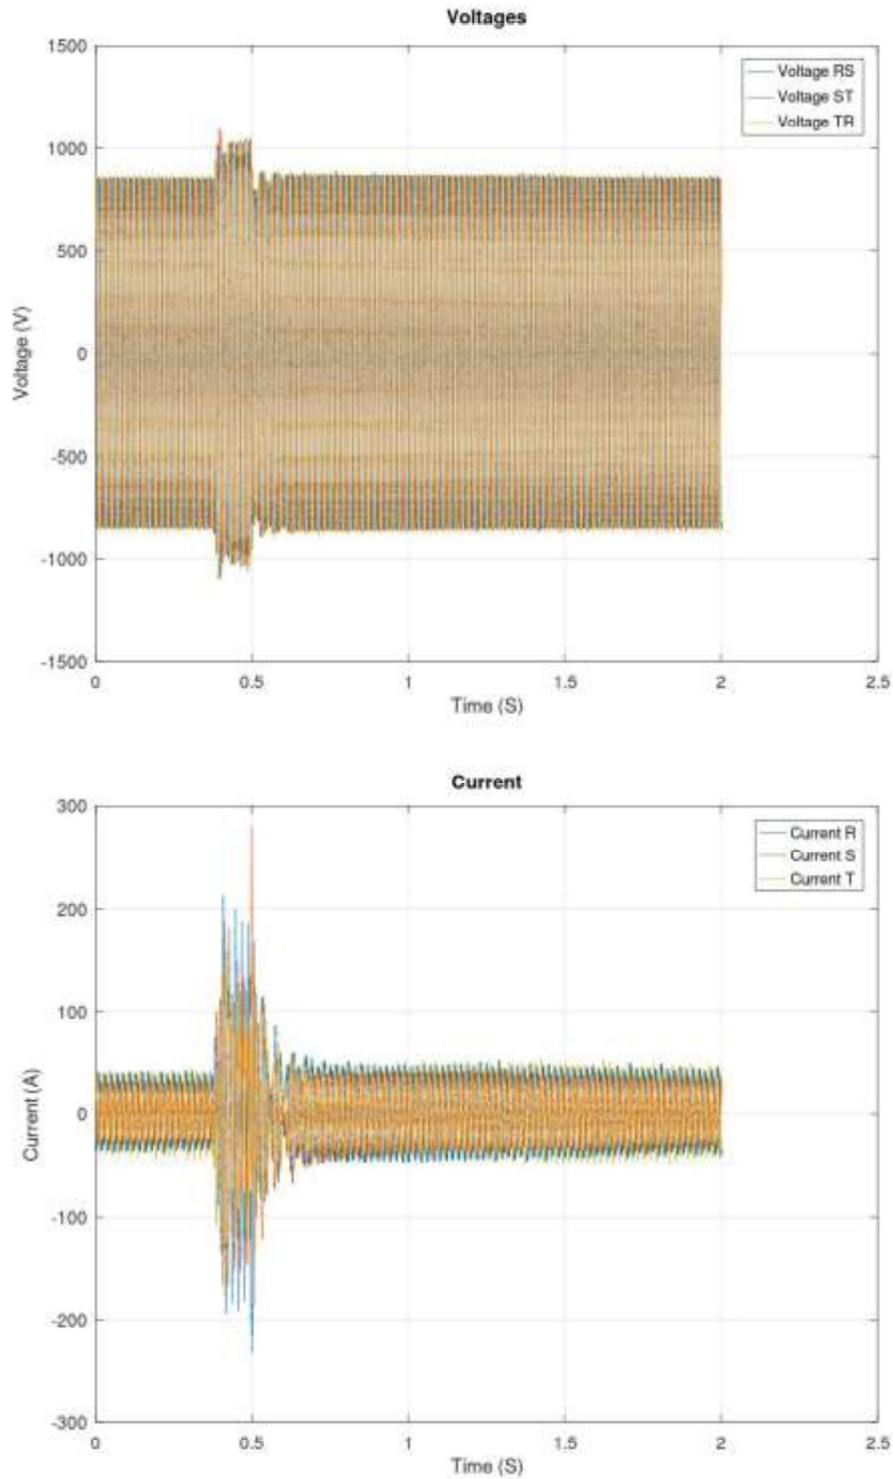 Voltages
1500
1000
500
0
-500
-1000
-1500
Voltage (V)
Voltage RS
Voltage ST
Voltage TR
0 0.5 1 1.5 2 2.5
Time (S)
Current
300
200
100
0
-100
-200
-300
Current (A)
Current R
Current S
Current T
0 0.5 1 1.5 2 2.5
Time (S)